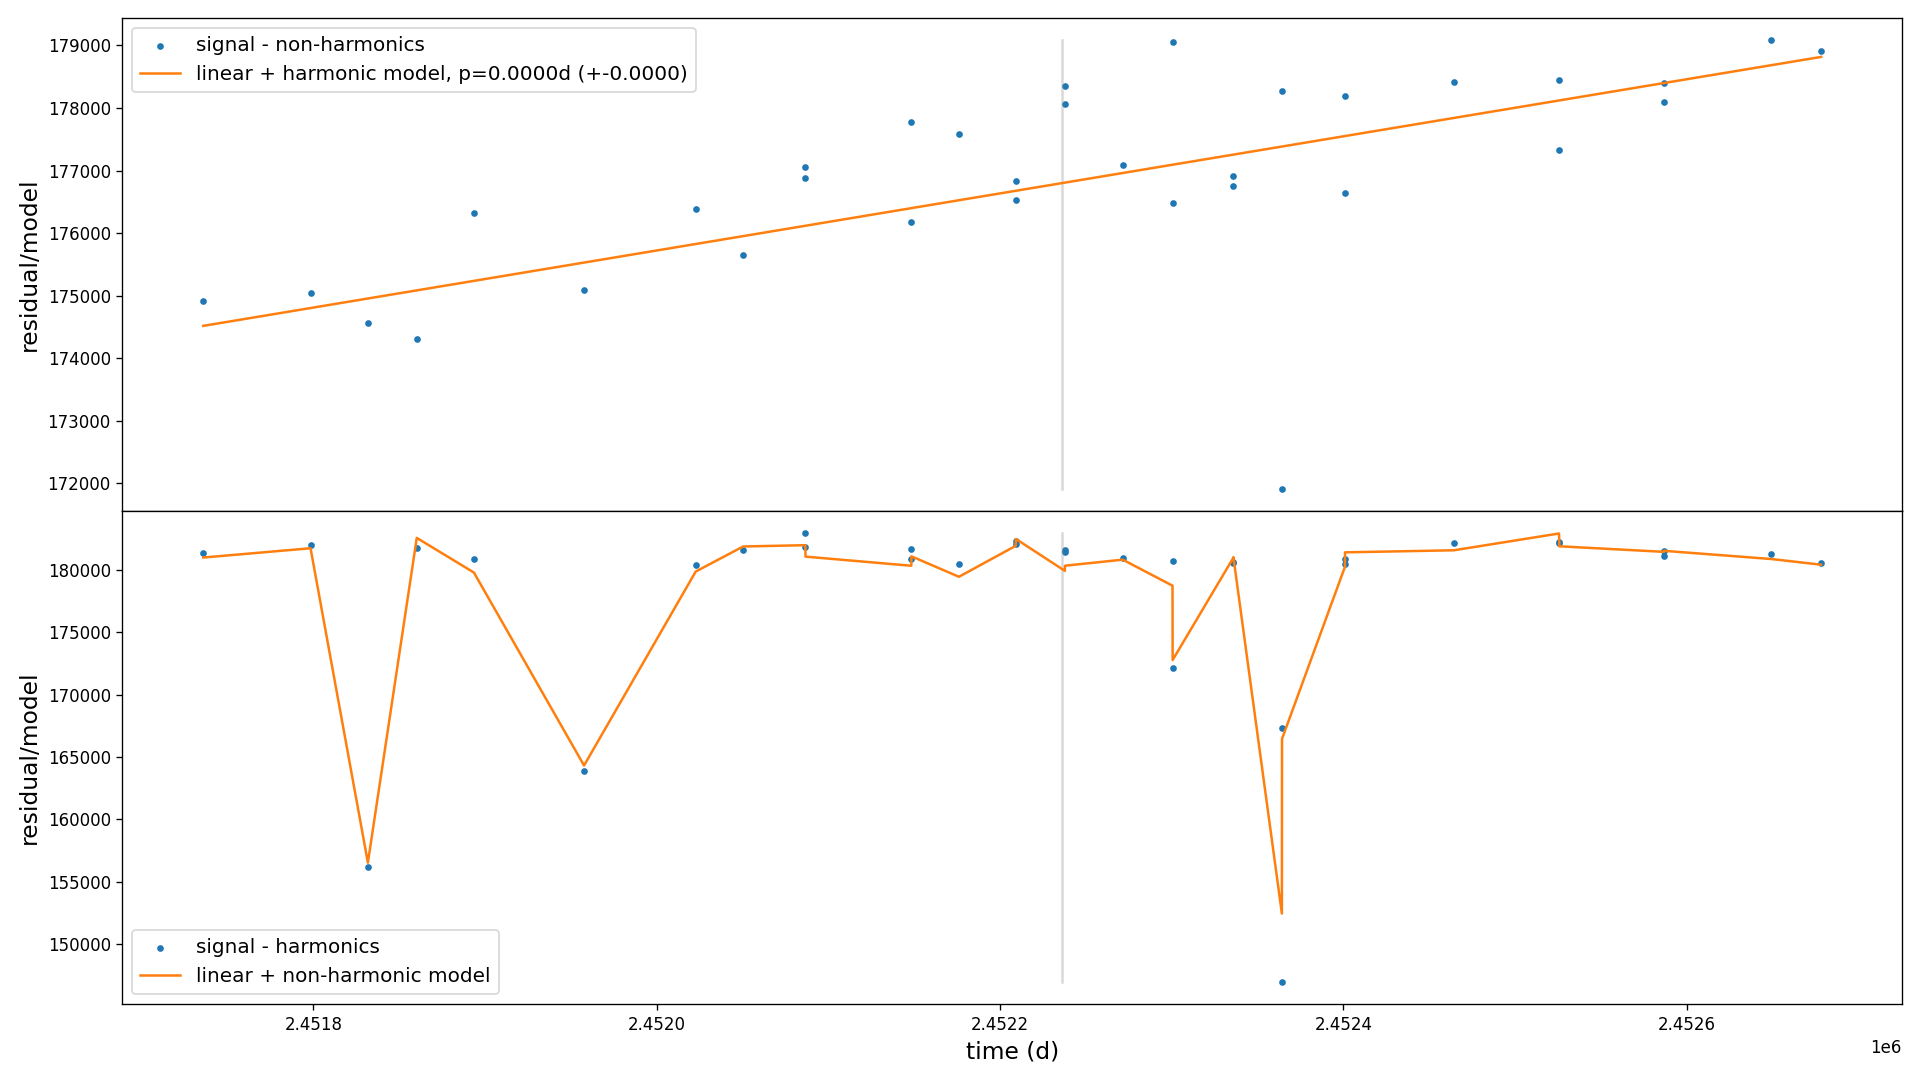 179000
178000
177000
176000
175000
174000
173000
172000
residual/model
signal - non-harmonics
linear + harmonic model, p=0.0000d (+-0.0000)
180000
175000
170000
165000
160000
155000
150000
residual/model
signal - harmonics
linear + non-harmonic model
2.4518
2.4520
2.4522
2.4524
2.4526
time (d)
1e6